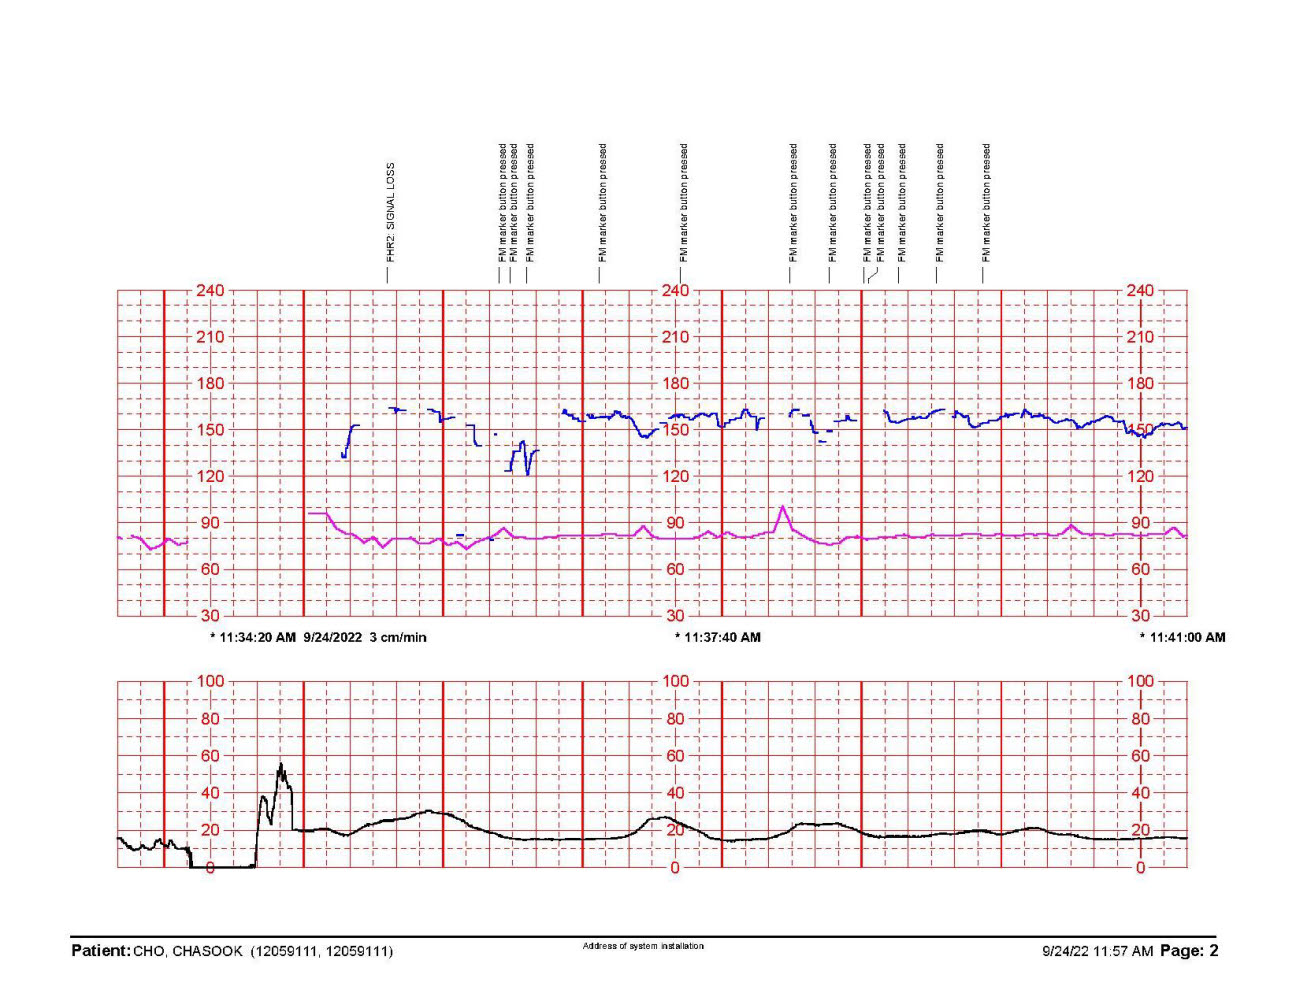 FHR2: SIGNAL LOSS
FM marker button pressed
FM marker button pressed
FM marker button pressed
FM marker button pressed
FM marker button pressed
FM marker button pressed
FM marker button pressed
FM marker button pressed
FM marker button pressed
FM marker button pressed
FM marker button pressed
FM marker button pressed
240 240 240
210 210 210
180 180 180
150 150 150
120 120 120
90 90 90
60 60 60
30 30 30
* 11:34:20 AM 9/24/2022 3 cm/min * 11:37:40 AM * 11:41:00 AM
100 100 100
80 80 80
60 60 60
40 40 40
20 20 20
0 0 0
Patient: CHO, CHASOOK (12059111, 12059111) Address of system installation 9/24/22 11:57 AM Page: 2